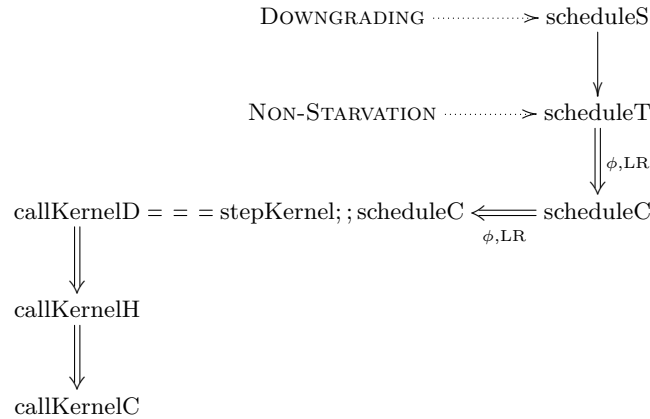 DOWNGRADING scheduleS
NON-STARVATION scheduleT
ϕ,LR
callKernelD = = = stepKernel; ; scheduleC scheduleC
ϕ,LR
callKernelH
callKernelC